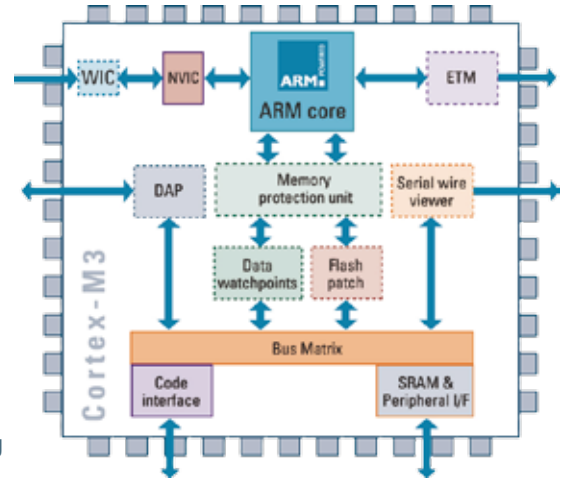 WIC
NVIC
ARM
POWERED
ARM core
ETM
DAP
Memory
protection unit
Serial wire
viewer
Data
watchpoints
Flash
patch
Cortex-M3
Bus Matrix
Code
interface
SRAM &
Peripheral I/F